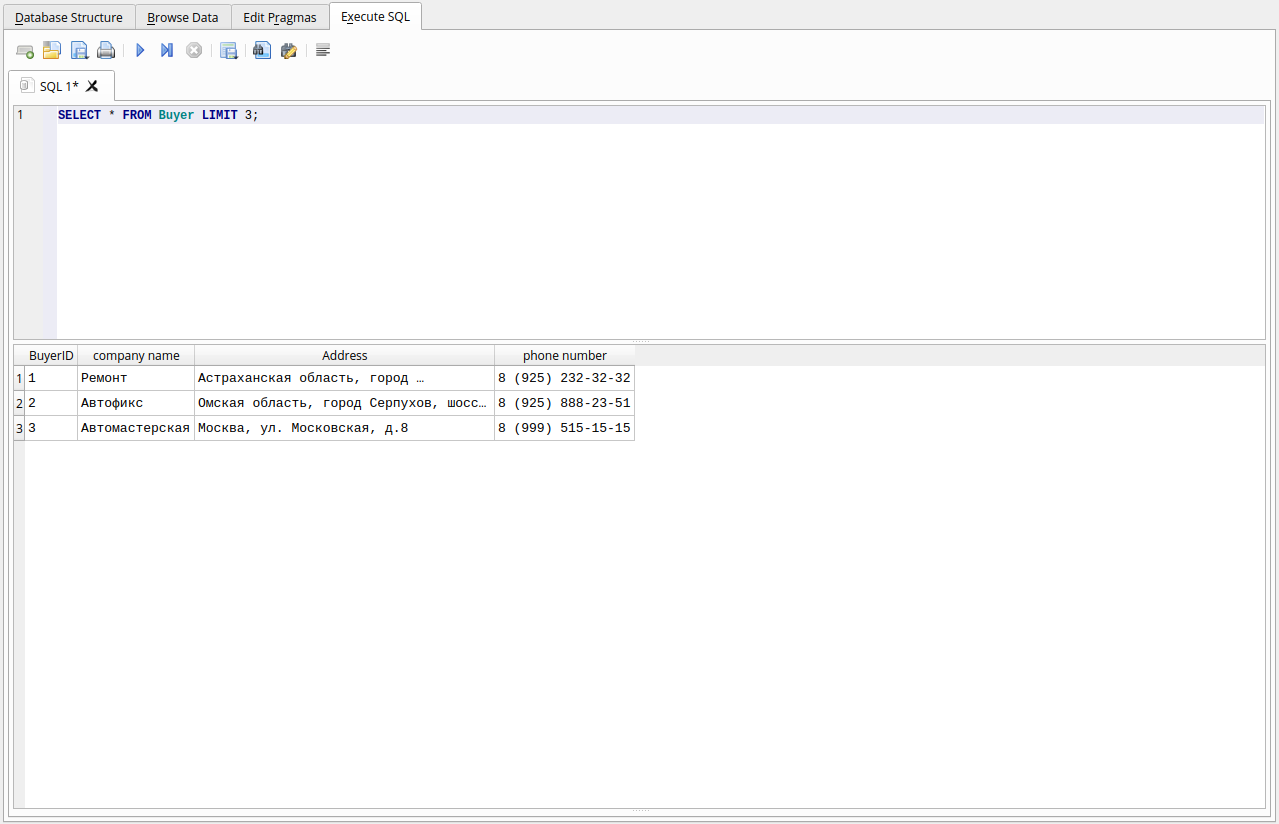 Database Structure Browse Data Edit Pragmas Execute SQL
SQL 1*
1 SELECT * FROM Buyer LIMIT 3;
BuyerID company name Address phone number
1 1 Ремонт Астраханская область, город … 8 (925) 232-32-32
2 2 Автофикс Омская область, город Серпухов, шосс… 8 (925) 888-23-51
3 3 Автомастерская Москва, ул. Московская, д.8 8 (999) 515-15-15